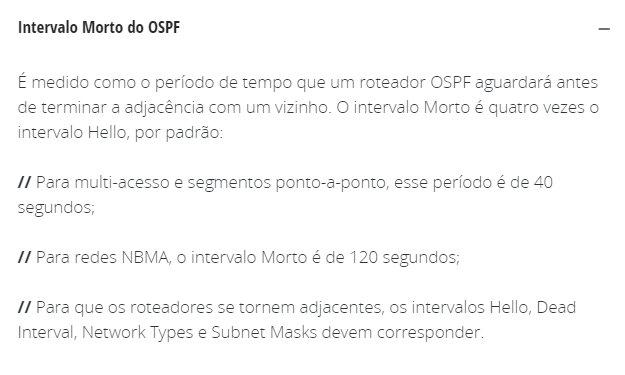 Intervalo Morto do OSPF
É medido como o período de tempo que um roteador OSPF aguardará antes
de terminar a adjacência com um vizinho. O intervalo Morto é quatro vezes o
intervalo Hello, por padrão:
// Para multi-acesso e segmentos ponto-a-ponto, esse período é de 40
segundos;
// Para redes NBMA, o intervalo Morto é de 120 segundos;
// Para que os roteadores se tornem adjacentes, os intervalos Hello, Dead
Interval, Network Types e Subnet Masks devem corresponder.